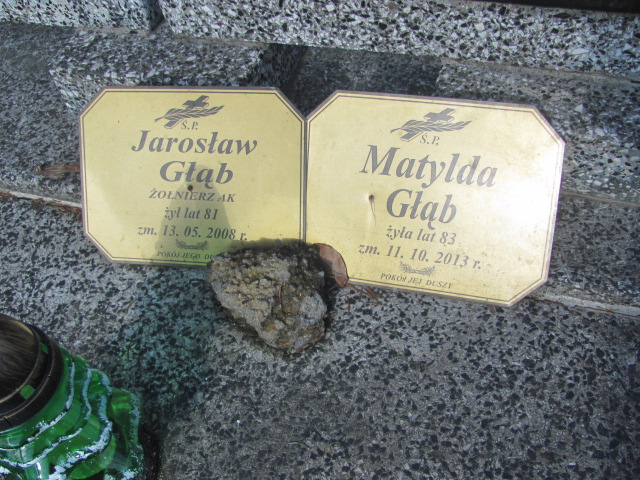 Ś.P.
Jarosław
Głąb
ŻOŁNIERZ AK
żył lat 81
zm. 13. 05. 2008 r.
POKÓJ JEGO
Ś.P.
Matylda
Głąb
żyła lat 83
zm. 11. 10. 2013 r.
POKÓJ JEJ DUSZY